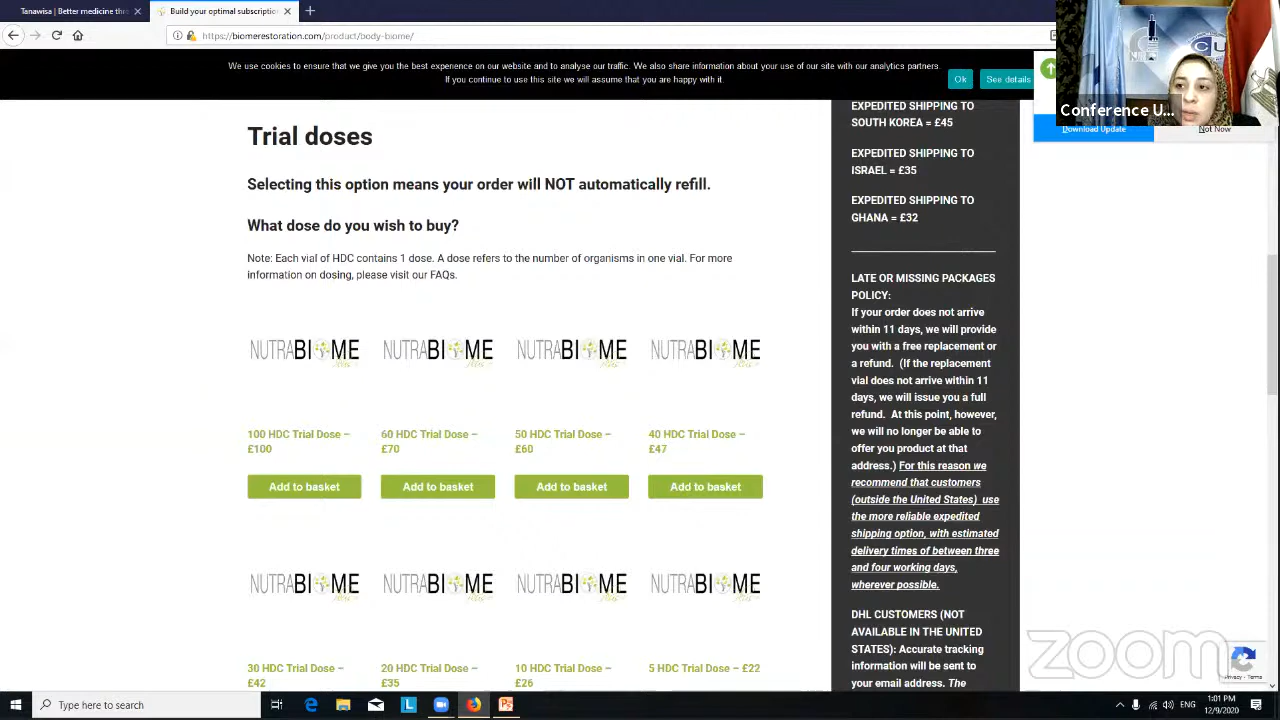 Tanawisa | Better medicine thr
Build your optimal subscription
https://biomerestoration.com/product/body-biome/
We use cookies to ensure that we give you the best experience on our website and to analyse our traffic. We also share information about your use of our site with our analytics partners.
If you continue to use this site we will assume that you are happy with it.
Ok
See details
Conference U...
Download Update
Not Now
Trial doses
Selecting this option means your order will NOT automatically refill.
What dose do you wish to buy?
Note: Each vial of HDC contains 1 dose. A dose refers to the number of organisms in one vial. For more
information on dosing, please visit our FAQs.
NUTRABIOME
NUTRABIOME
NUTRABIOME
NUTRABIOME
100 HDC Trial Dose –
£100
60 HDC Trial Dose –
£70
50 HDC Trial Dose –
£60
40 HDC Trial Dose –
£47
Add to basket
Add to basket
Add to basket
Add to basket
NUTRABIOME
NUTRABIOME
NUTRABIOME
NUTRABIOME
30 HDC Trial Dose –
£42
20 HDC Trial Dose –
£35
10 HDC Trial Dose –
£26
5 HDC Trial Dose – £22
EXPEDITED SHIPPING TO
SOUTH KOREA = £45
EXPEDITED SHIPPING TO
ISRAEL = £35
EXPEDITED SHIPPING TO
GHANA = £32
LATE OR MISSING PACKAGES
POLICY:
If your order does not arrive
within 11 days, we will provide
you with a free replacement or
a refund. (If the replacement
vial does not arrive within 11
days, we will issue you a full
refund. At this point, however,
we will no longer be able to
offer you product at that
address.) For this reason we
recommend that customers
(outside the United States) use
the more reliable expedited
shipping option, with estimated
delivery times of between three
and four working days,
wherever possible.
DHL CUSTOMERS (NOT
AVAILABLE IN THE UNITED
STATES): Accurate tracking
information will be sent to
your email address. The
zoom
Privacy - Terms
Type here to search
ENG
1:01 PM
12/9/2020